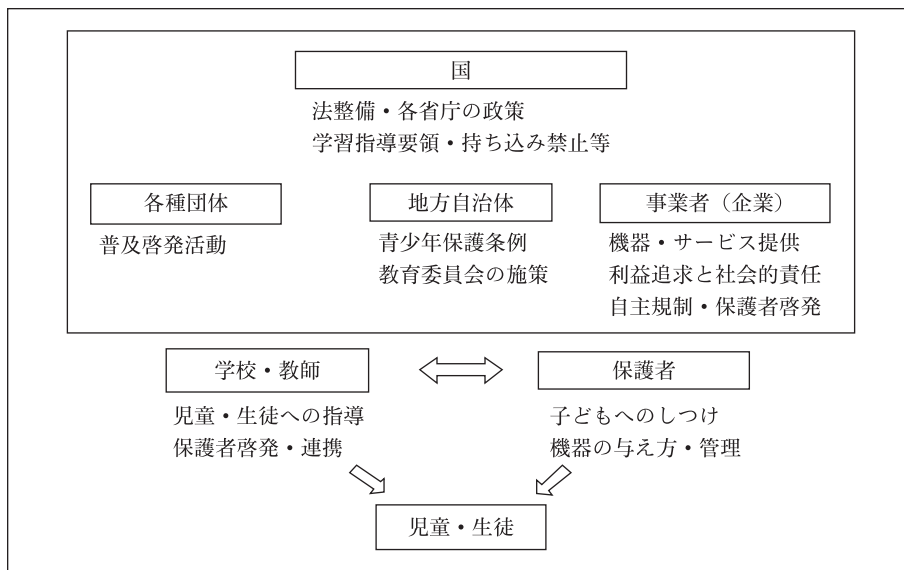 国
法整備・各省庁の政策
学習指導要領・持ち込み禁止等
各種団体
普及啓発活動
地方自治体
青少年保護条例
教育委員会の施策
事業者（企業）
機器・サービス提供
利益追求と社会的責任
自主規制・保護者啓発
学校・教師
児童・生徒への指導
保護者啓発・連携
保護者
子どもへのしつけ
機器の与え方・管理
児童・生徒